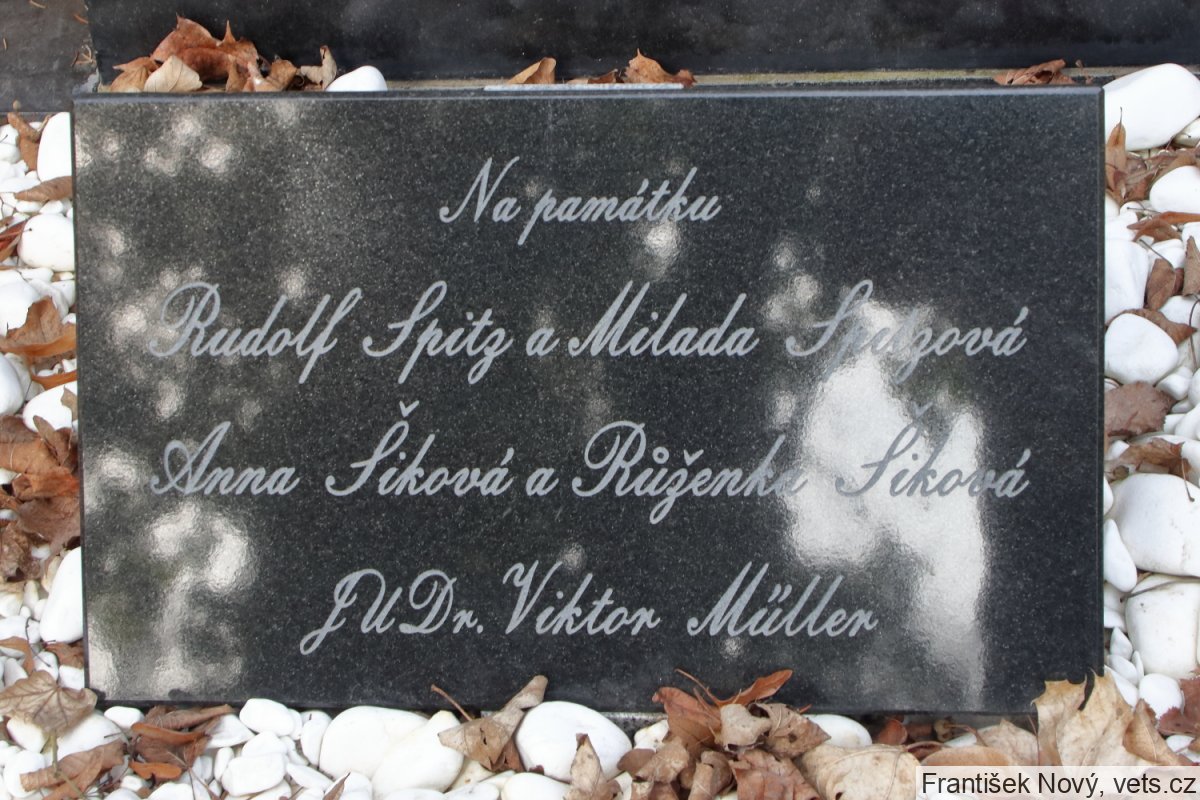 Na památku
Rudolf Spitz a Milada Spitzová
Anna Šiková a Růženka Šiková
JUDr. Viktor Müller
František Nový, vets.cz